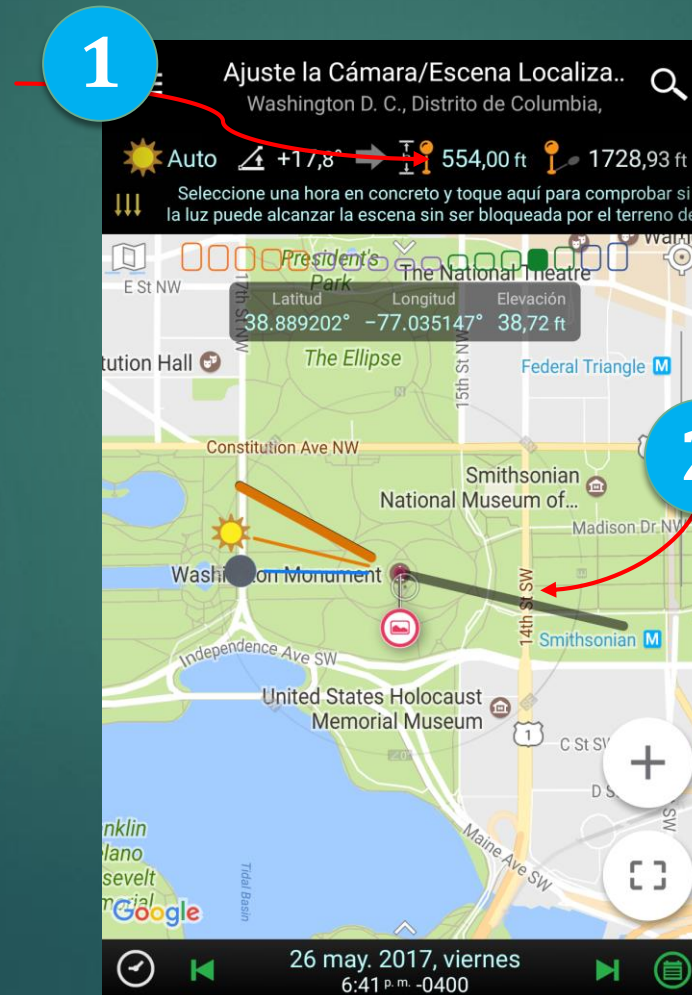 1
Ajuste la Cámara/Escena Localiza..
Washington D. C., Distrito de Columbia,
Auto +17,8° 554,00 ft 1728,93 ft
Seleccione una hora en concreto y toque aquí para comprobar si
la luz puede alcanzar la escena sin ser bloqueada por el terreno de
President's
Park
The National Theatre
E St NW
17th St NW
Latitud Longitud Elevación
38.889202° −77.035147° 38,72 ft
tution Hall
The Ellipse
15th St NW
Federal Triangle M
Constitution Ave NW
2
Smithsonian
National Museum of...
Madison Dr NW
Washington Monument
14th St SW
Smithsonian M
Independence Ave SW
United States Holocaust
Memorial Museum
1
C St SW
Maine Ave SW
nklin
lano
sevelt
Tidal Basin
Google
26 may. 2017, viernes
6:41 p. m. -0400